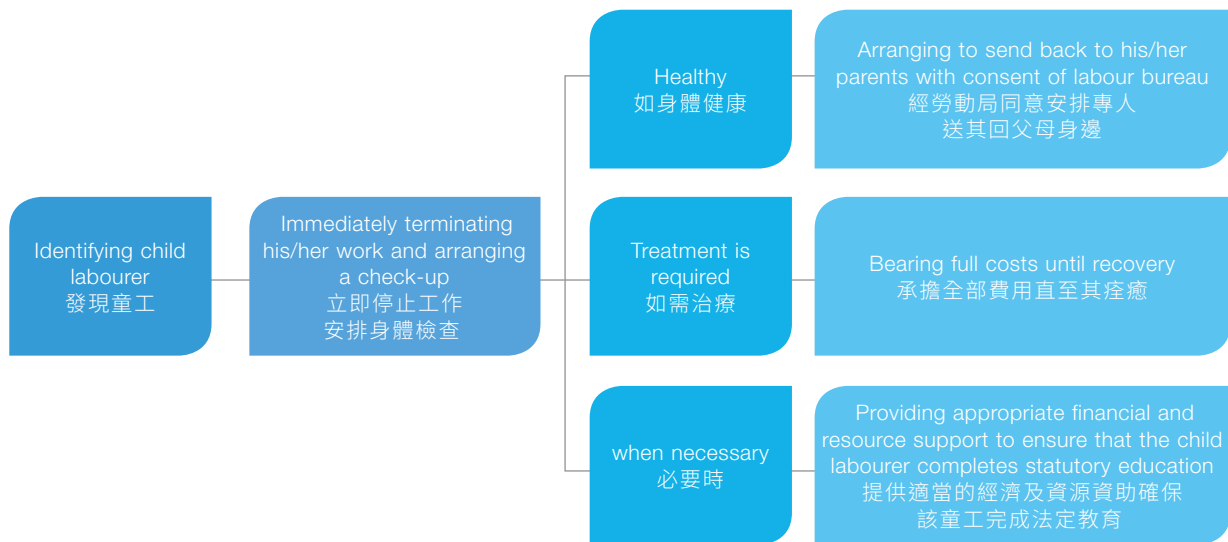 Identifying child
labourer
發現童工
Immediately terminating
his/her work and arranging
a check-up
立即停止工作
安排身體檢查
Healthy
如身體健康
Arranging to send back to his/her
parents with consent of labour bureau
經勞動局同意安排專人
送其回父母身邊
Treatment is
required
如需治療
Bearing full costs until recovery
承擔全部費用直至其痊癒
when necessary
必要時
Providing appropriate financial and
resource support to ensure that the child
labourer completes statutory education
提供適當的經濟及資源資助確保
該童工完成法定教育